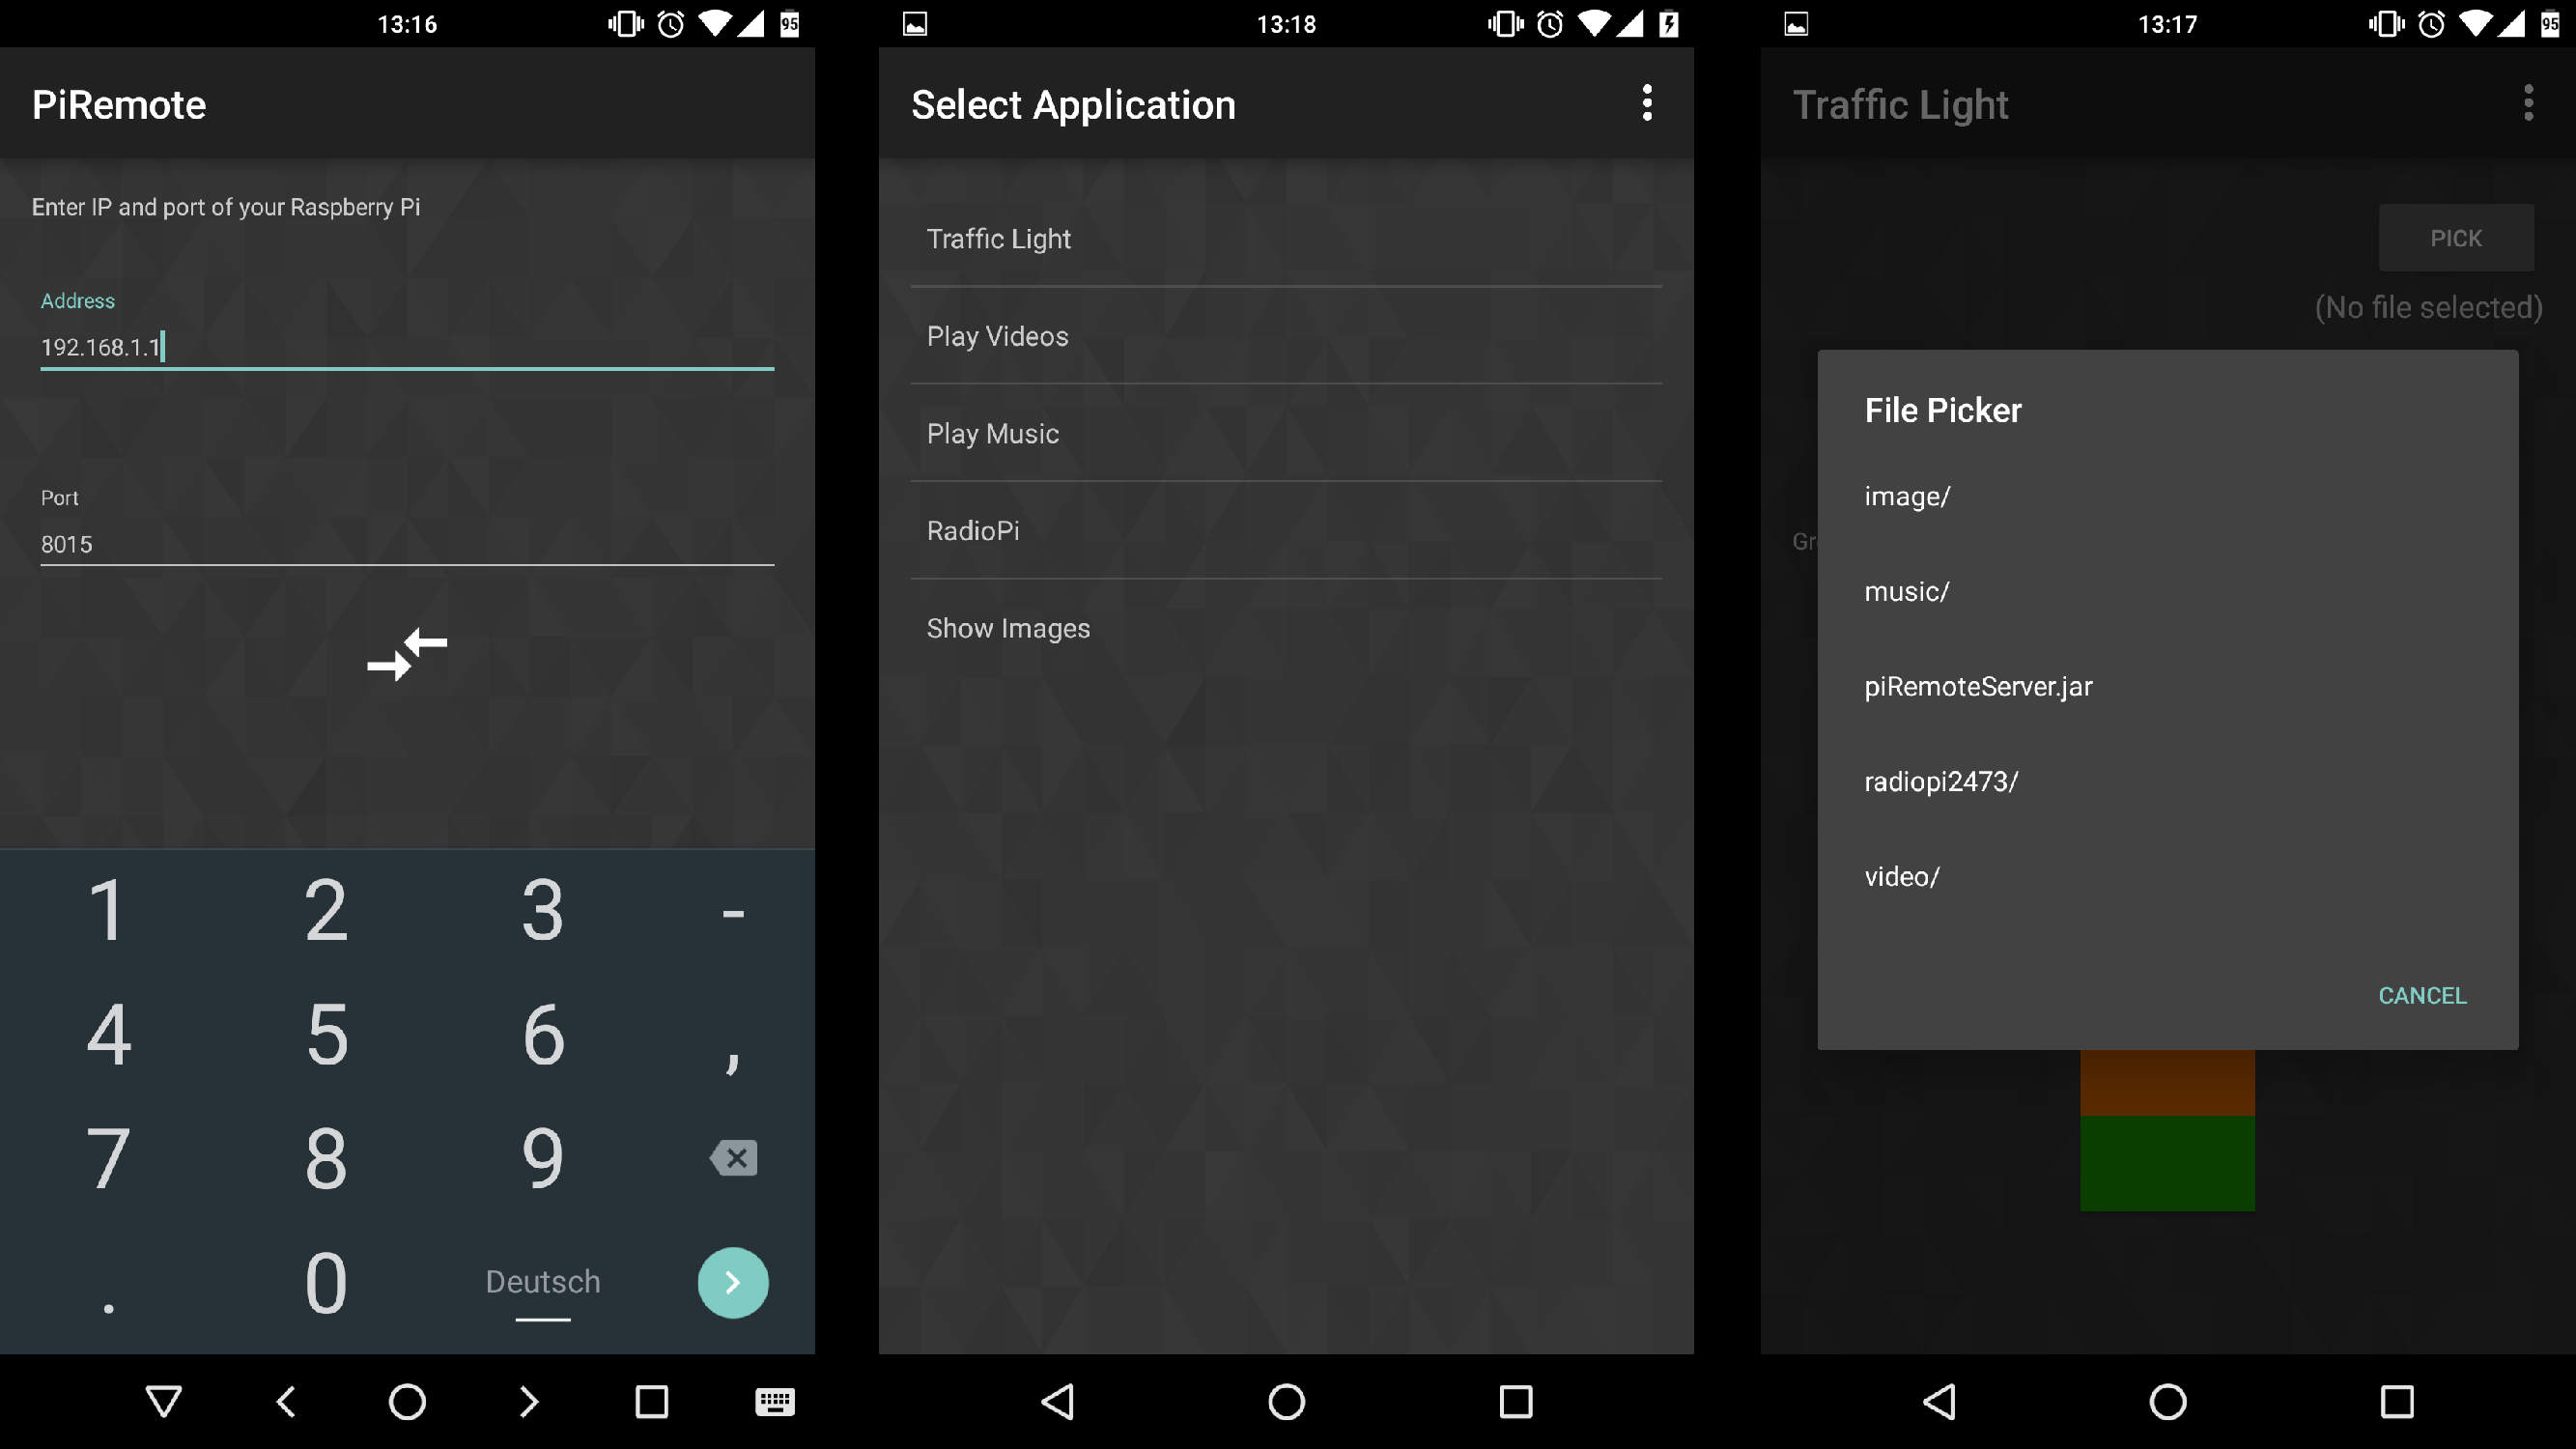 13:16
95
PiRemote
Enter IP and port of your Raspberry Pi
Address
192.168.1.1
Port
8015
1 2 3 -
4 5 6 ,
7 8 9
. 0 Deutsch
13:18
Select Application
Traffic Light
Play Videos
Play Music
RadioPi
Show Images
13:17
95
Traffic Light
PICK
(No file selected)
Gr
File Picker
image/
music/
piRemoteServer.jar
radiopi2473/
video/
CANCEL